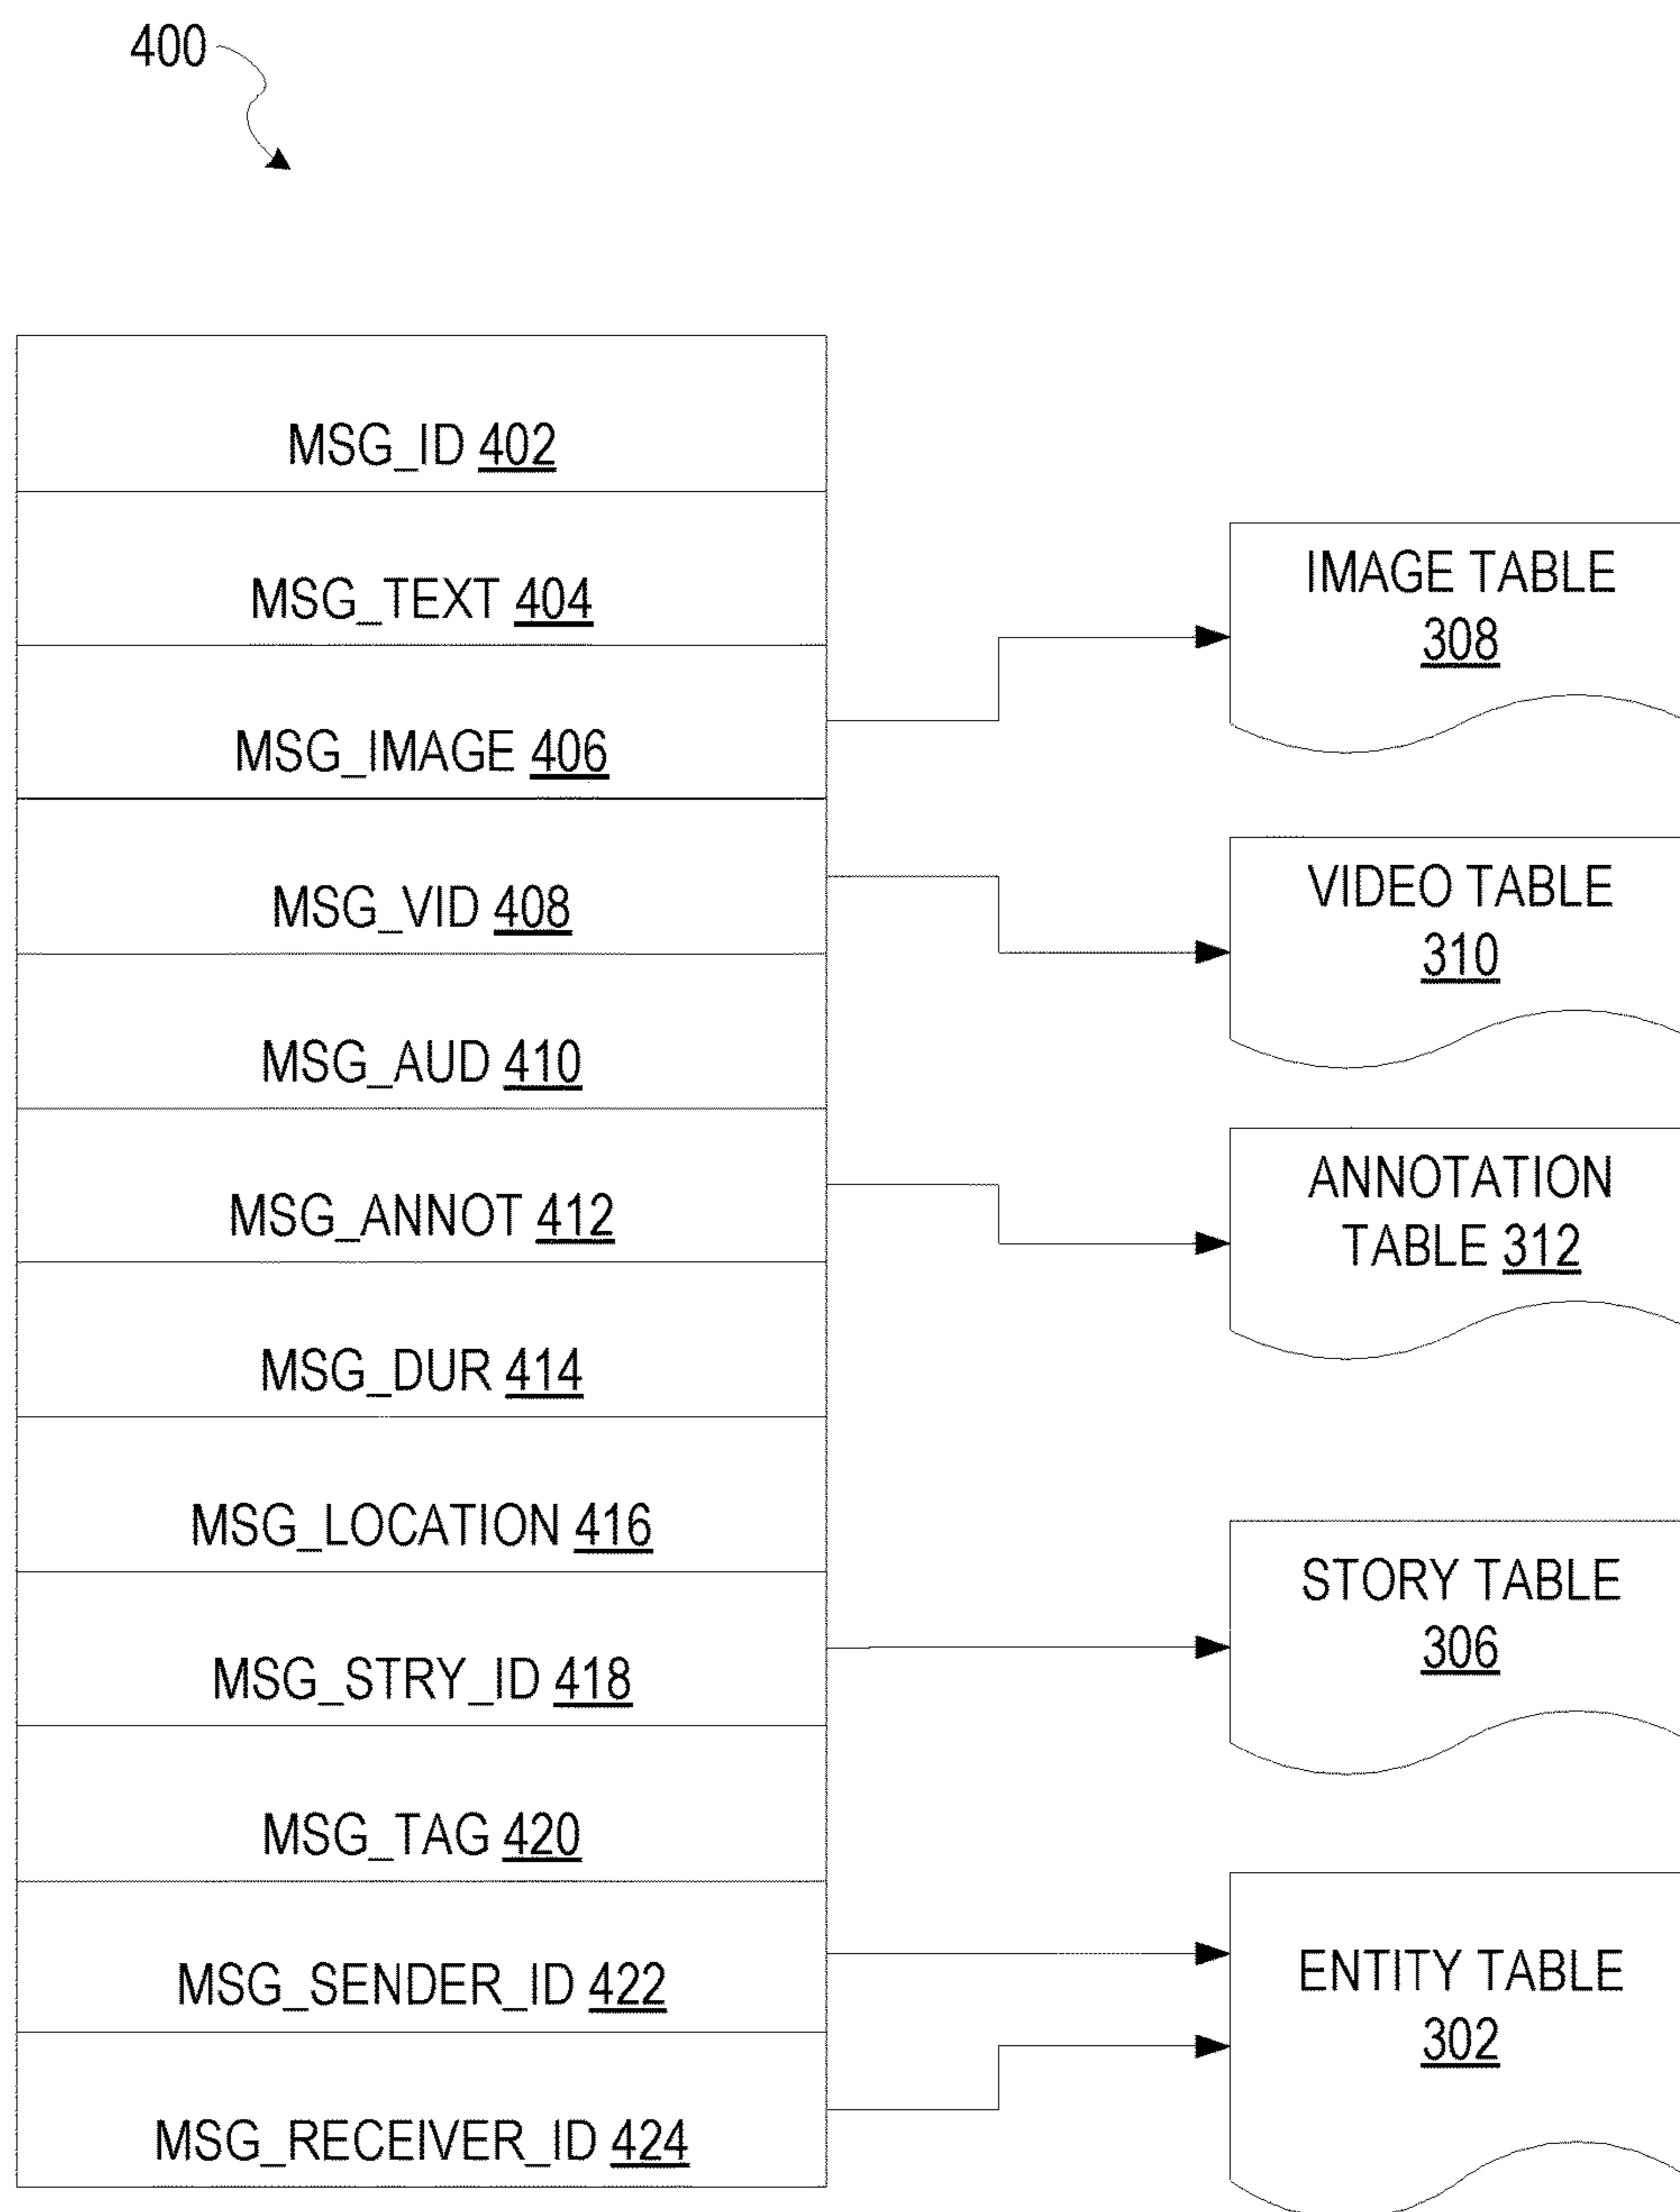 400
MSG_ID 402
MSG_TEXT 404
MSG_IMAGE 406
MSG_VID 408
MSG_AUD 410
MSG_ANNOT 412
MSG_DUR 414
MSG_LOCATION 416
MSG_STRY_ID 418
MSG_TAG 420
MSG_SENDER_ID 422
MSG_RECEIVER_ID 424
IMAGE TABLE
308
VIDEO TABLE
310
ANNOTATION
TABLE 312
STORY TABLE
306
ENTITY TABLE
302